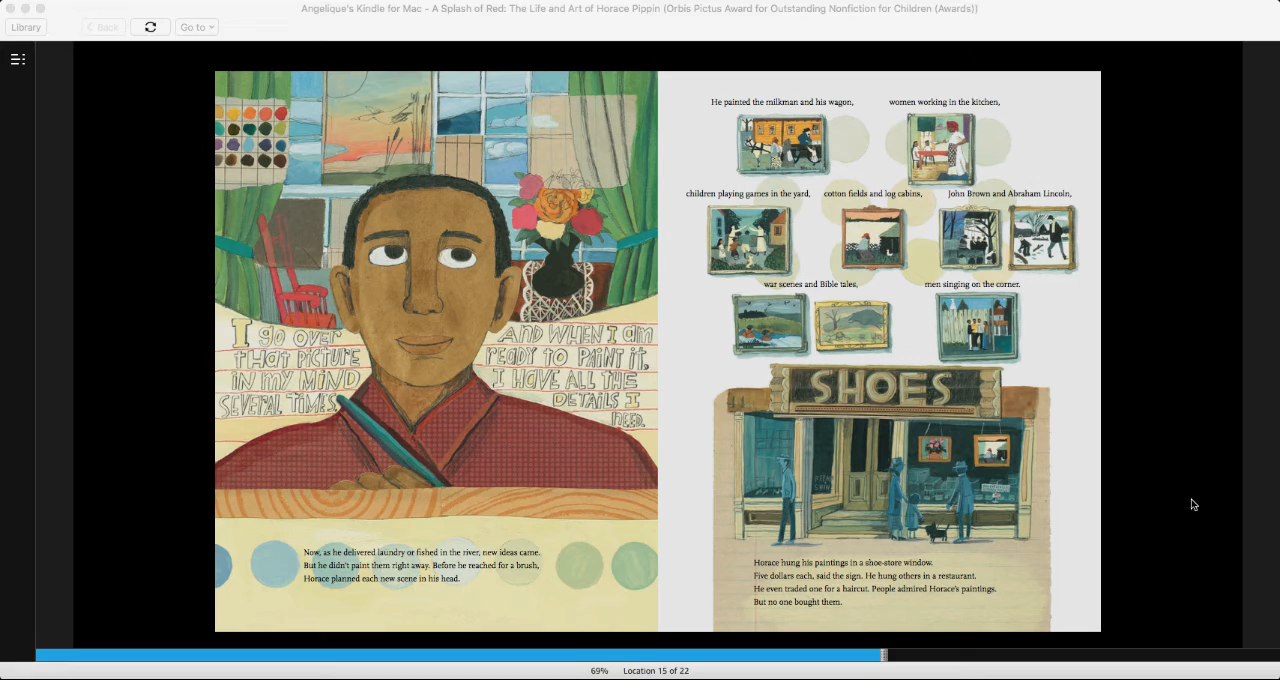 Angelique's Kindle for Mac - A Splash of Red: The Life and Art of Horace Pippin (Orbis Pictus Award for Outstanding Nonfiction for Children (Awards))
Library
Back
Go to
I go over
that picture
in my mind
several times,
and when I am
ready to paint it,
I have all the
details I
need.
Now, as he delivered laundry or fished in the river, new ideas came.
But he didn't paint them right away. Before he reached for a brush,
Horace planned each new scene in his head.
He painted the milkman and his wagon,
women working in the kitchen,
children playing games in the yard,
cotton fields and log cabins,
John Brown and Abraham Lincoln,
war scenes and Bible tales,
men singing on the corner.
SHOES
Horace hung his paintings in a shoe-store window.
Five dollars each, said the sign. He hung others in a restaurant.
He even traded one for a haircut. People admired Horace's paintings.
But no one bought them.
69% Location 15 of 22